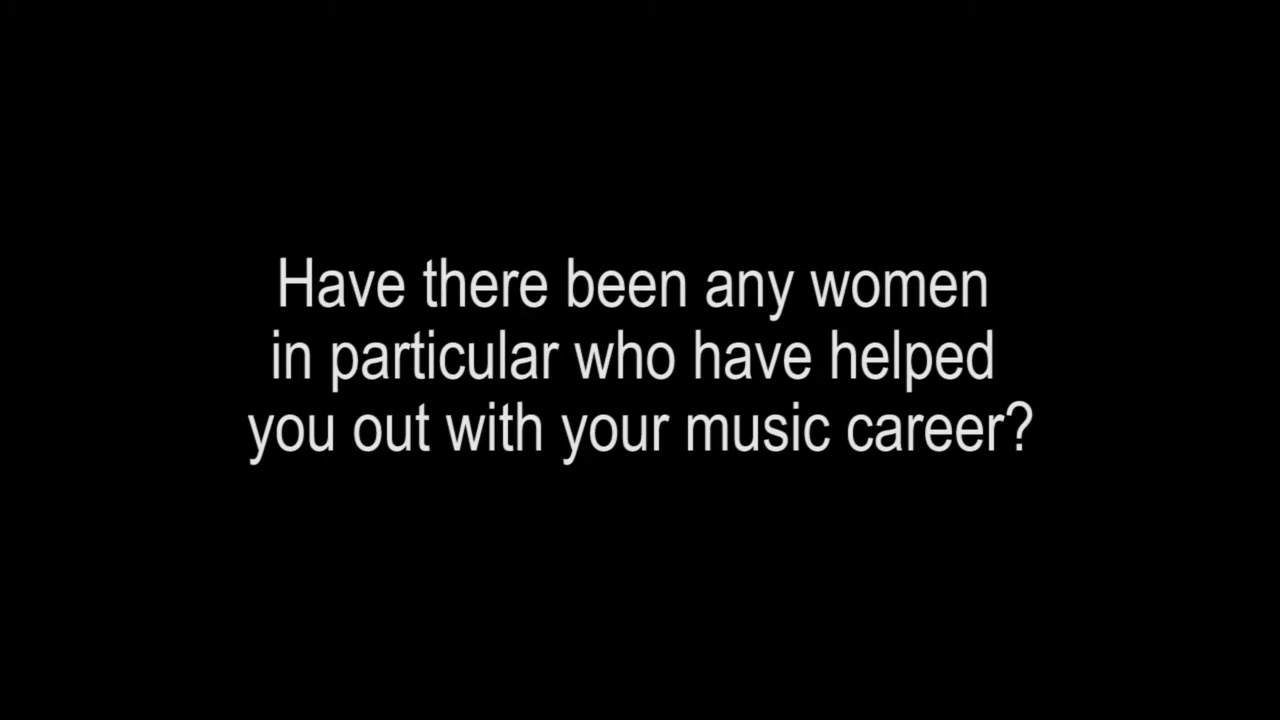 Have there been any women
in particular who have helped
you out with your music career?